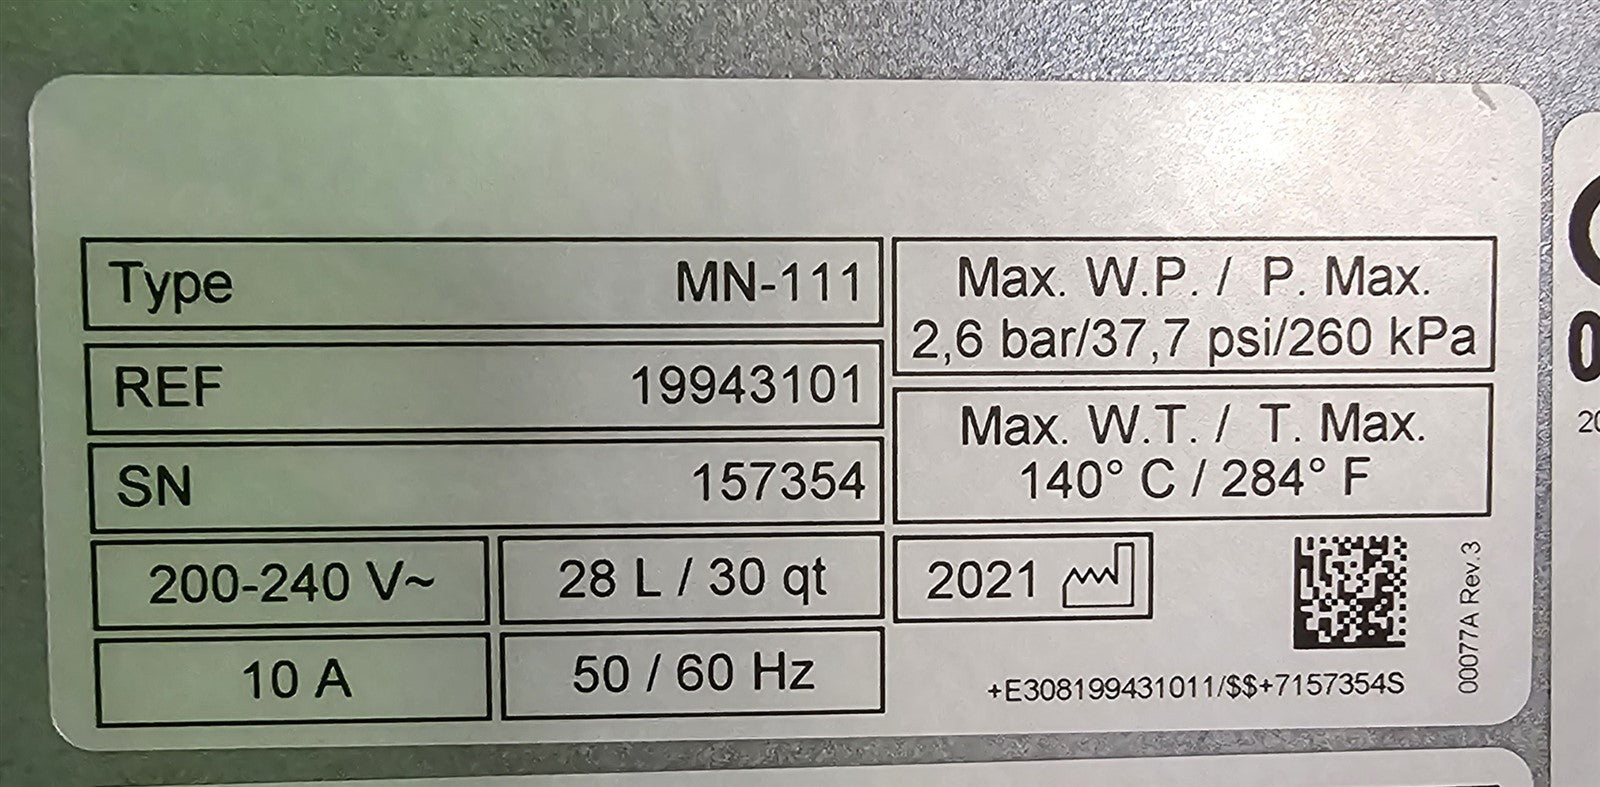 Type MN-111
REF 19943101
SN 157354
200-240 V~ 28 L / 30 qt
10 A 50 / 60 Hz
Max. W.P. / P. Max.
2,6 bar/37,7 psi/260 kPa
Max. W.T. / T. Max.
140° C / 284° F
2021
+E308199431011/$$+7157354S
00077A Rev.3